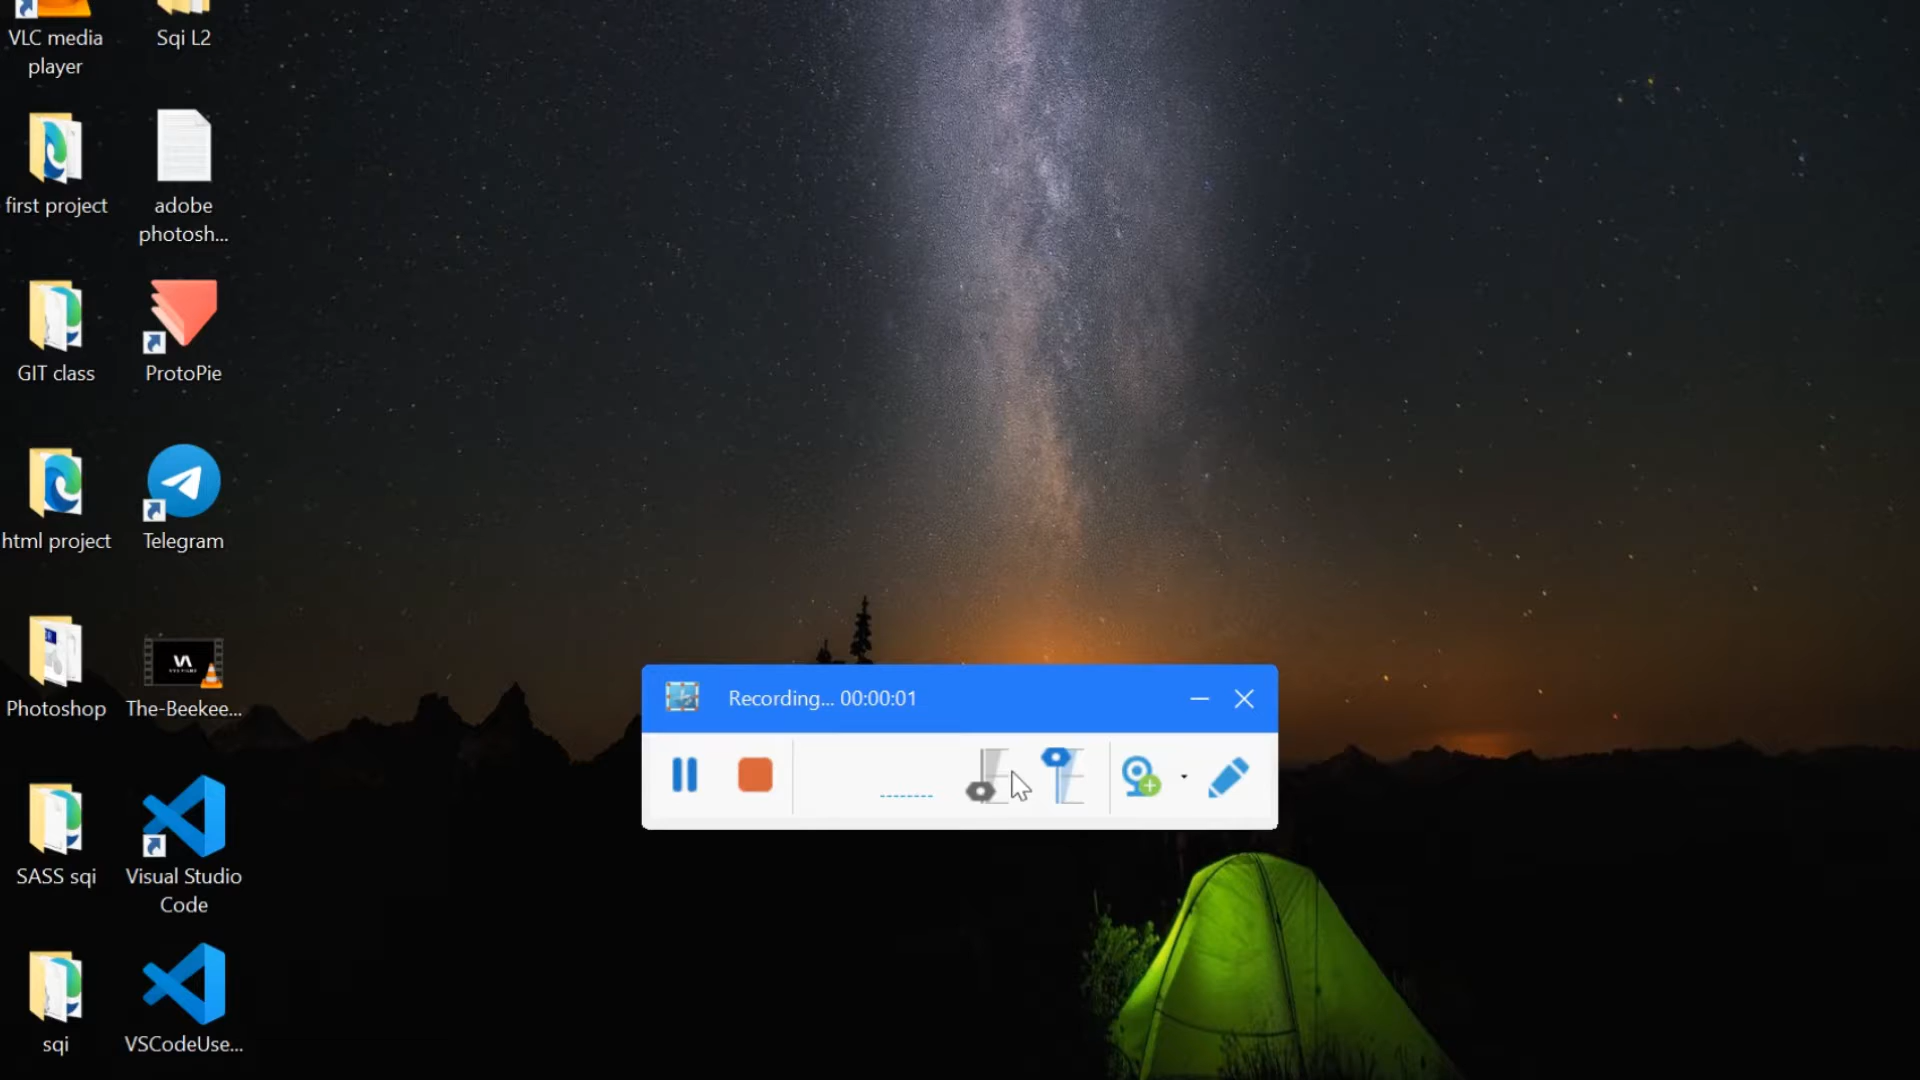 VLC media
player
Sqi L2
first project
adobe
photosh...
GIT class
ProtoPie
html project
Telegram
Photoshop
The-Beekee...
Recording... 00:00:01
SASS sqi
Visual Studio
Code
sqi
VSCodeUse...